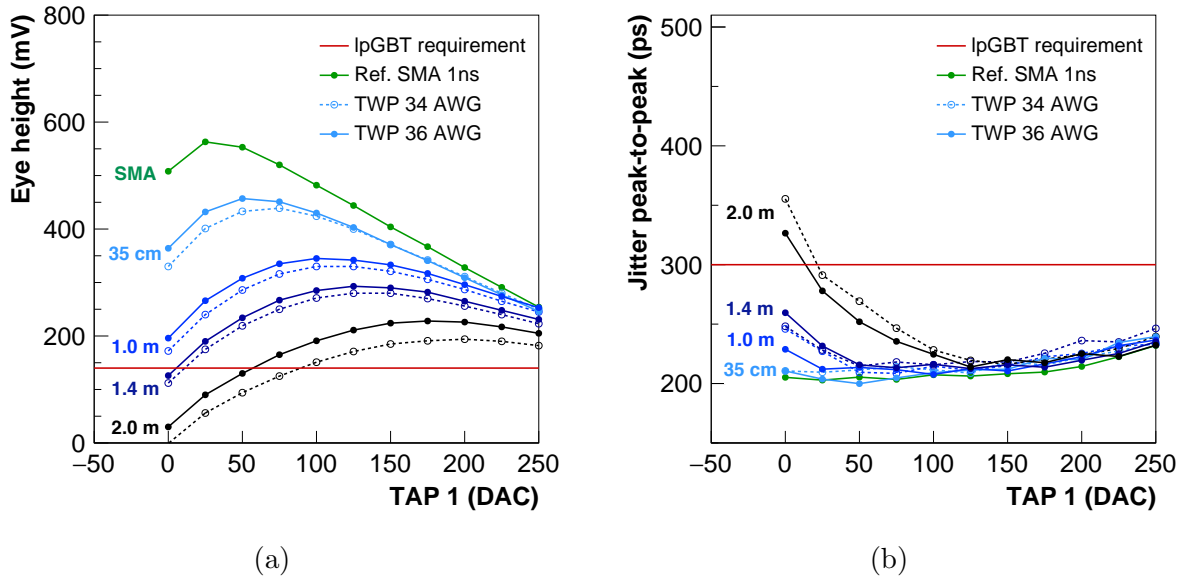 Eye height (mV)
800
600
400
200
0
−50
0
50
100
150
200
250
TAP 1 (DAC)
lpGBT requirement
Ref. SMA 1ns
TWP 34 AWG
TWP 36 AWG
SMA
35 cm
1.0 m
1.4 m
2.0 m
(a)
Jitter peak-to-peak (ps)
500
400
300
200
−50
0
50
100
150
200
250
TAP 1 (DAC)
lpGBT requirement
Ref. SMA 1ns
TWP 34 AWG
TWP 36 AWG
2.0 m
1.4 m
1.0 m
35 cm
(b)